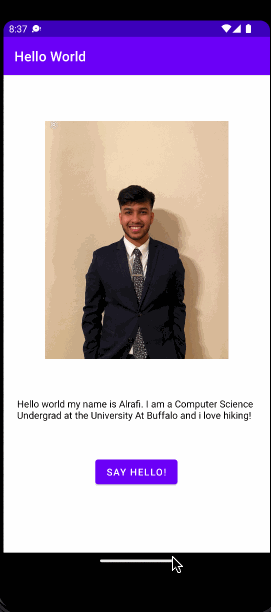 8:37
Hello World
Hello world my name is Alrafi. I am a Computer Science
Undergrad at the University At Buffalo and i love hiking!
SAY HELLO!